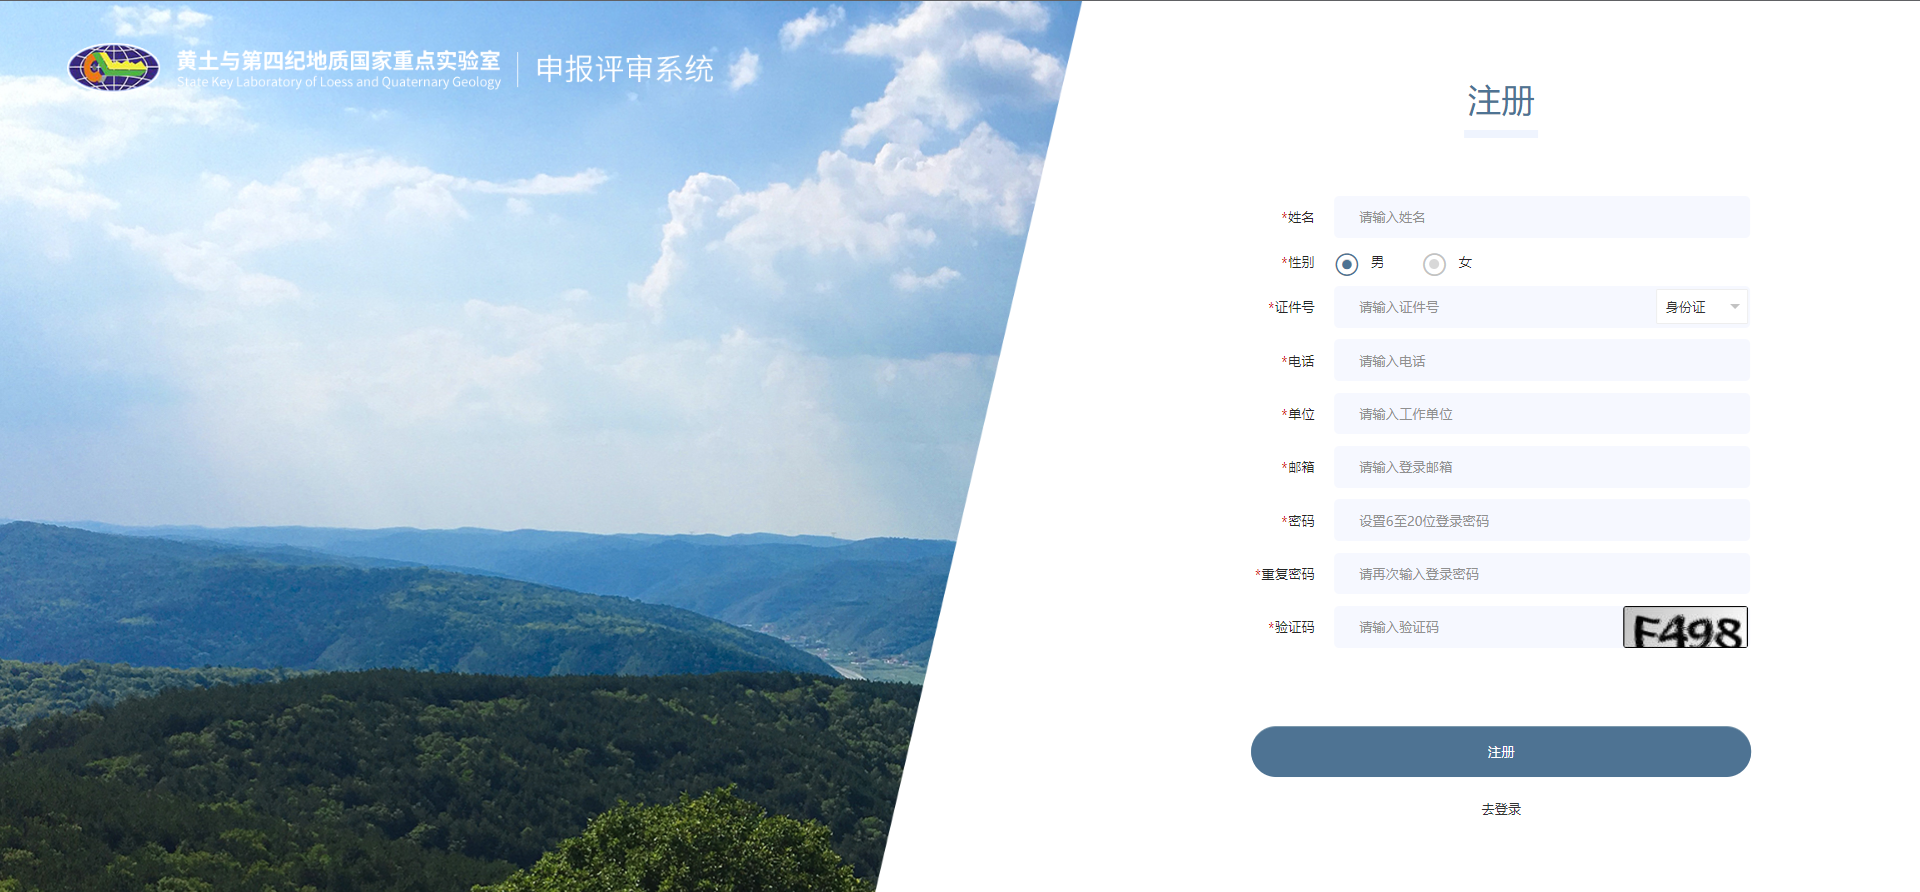 黄土与第四纪地质国家重点实验室
State Key Laboratory of Loess and Quaternary Geology
申报评审系统
注册
*姓名 请输入姓名
*性别 男 女
*证件号 请输入证件号 身份证
*电话 请输入电话
*单位 请输入工作单位
*邮箱 请输入登录邮箱
*密码 设置6至20位登录密码
*重复密码 请再次输入登录密码
*验证码 请输入验证码 F498
注册
去登录